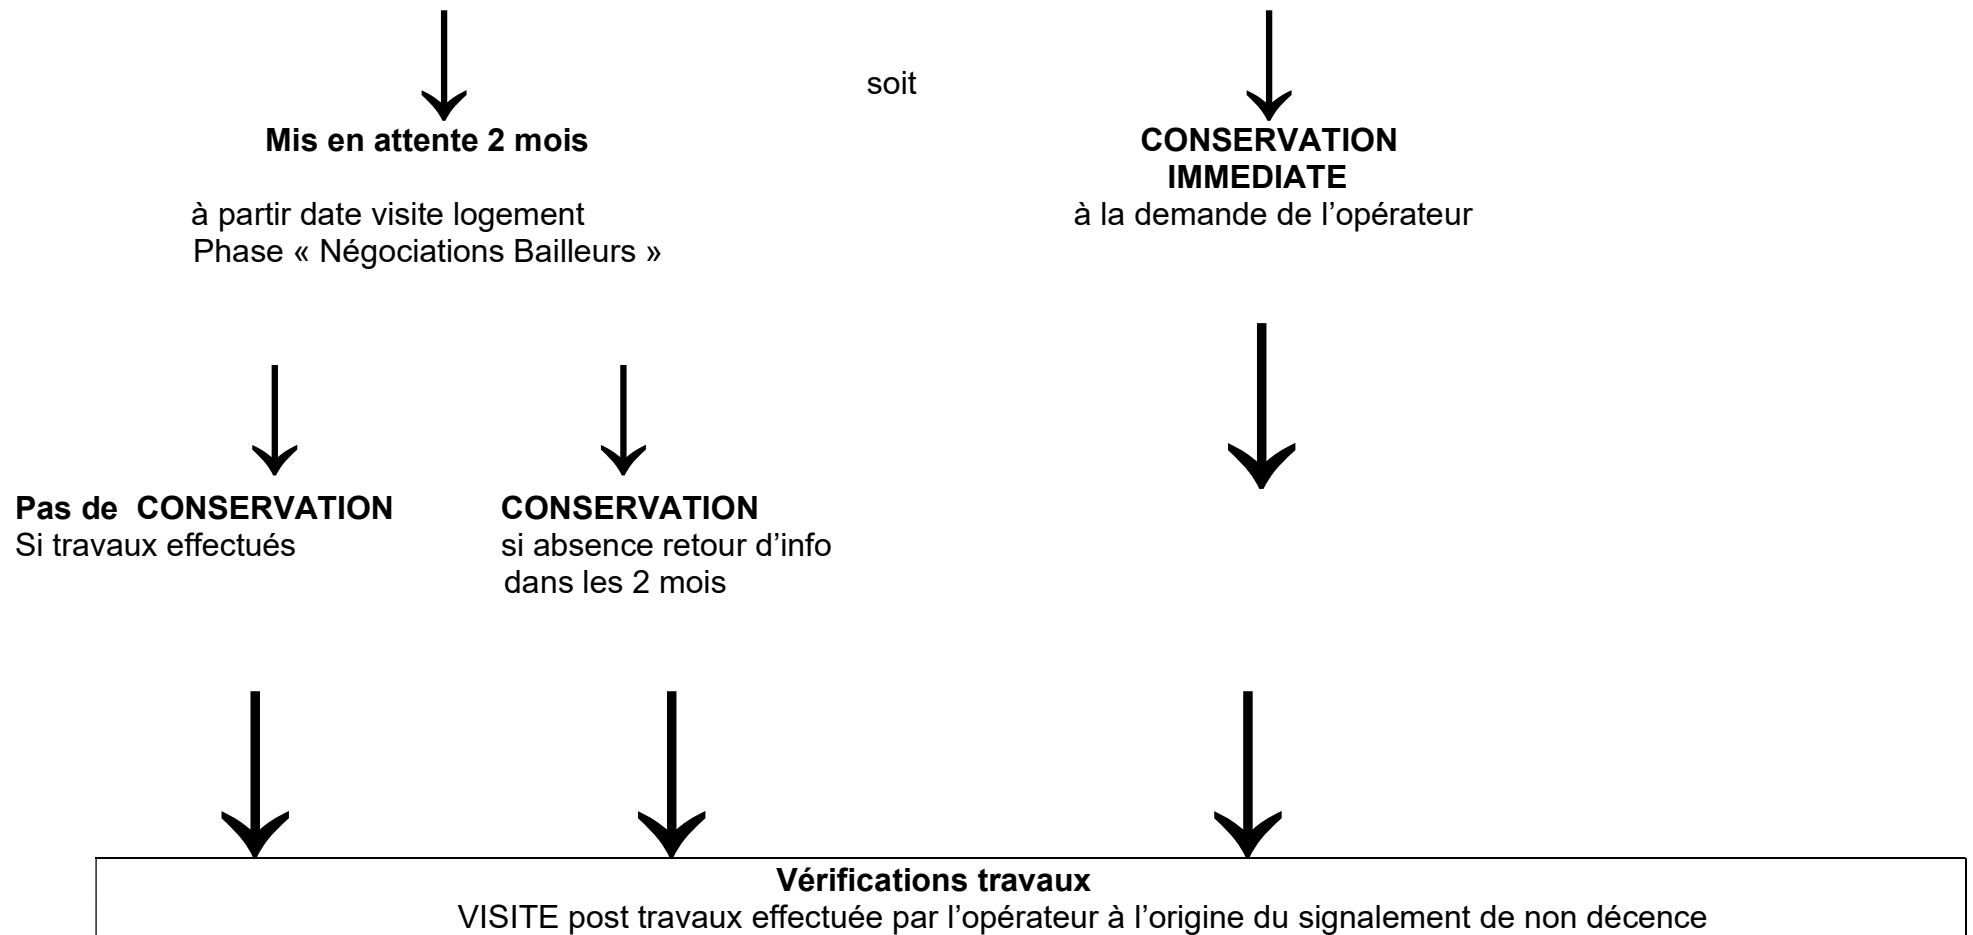 soit
Mis en attente 2 mois
à partir date visite logement
Phase « Négociations Bailleurs »
CONSERVATION
IMMEDIATE
à la demande de l’opérateur
Pas de CONSERVATION
Si travaux effectués
CONSERVATION
si absence retour d’info
dans les 2 mois
Vérifications travaux
VISITE post travaux effectuée par l’opérateur à l’origine du signalement de non décence